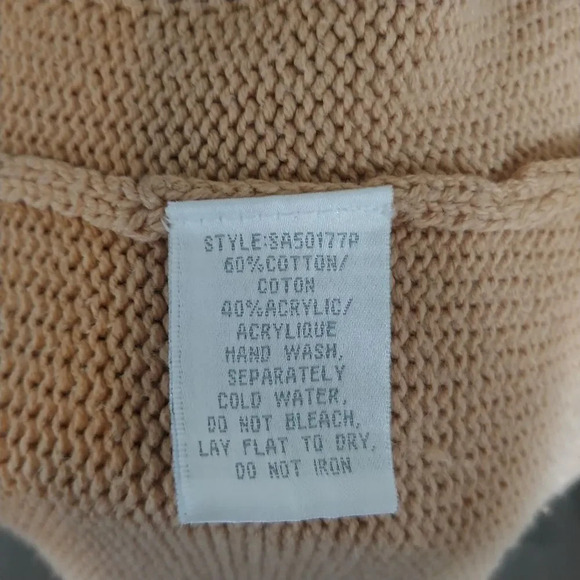 STYLE:SA50177P
60%COTTON/
COTON
40%ACRYLIC/
ACRYLIQUE
HAND WASH,
SEPARATELY
COLD WATER,
DO NOT BLEACH,
LAY FLAT TO DRY,
DO NOT IRON